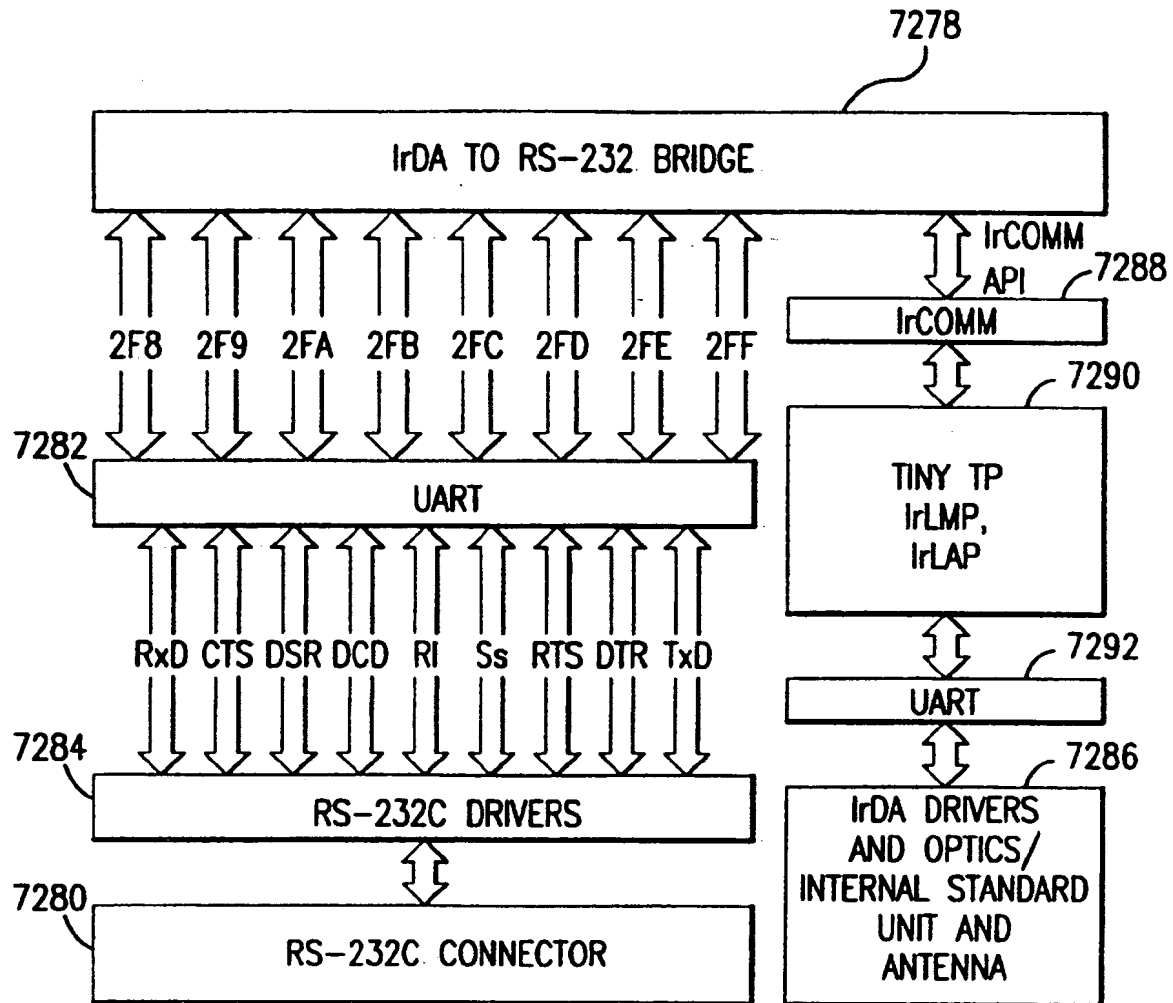 7278
IrDA TO RS-232 BRIDGE
IrCOMM
API
7288
IrCOMM
2F8 2F9 2FA 2FB 2FC 2FD 2FE 2FF
7290
TINY TP
IrLMP,
IrLAP
7282
UART
RxD CTS DSR DCD RI Ss RTS DTR TxD
7292
UART
7284
RS-232C DRIVERS
7286
IrDA DRIVERS
AND OPTICS/
INTERNAL STANDARD
UNIT AND
ANTENNA
7280
RS-232C CONNECTOR